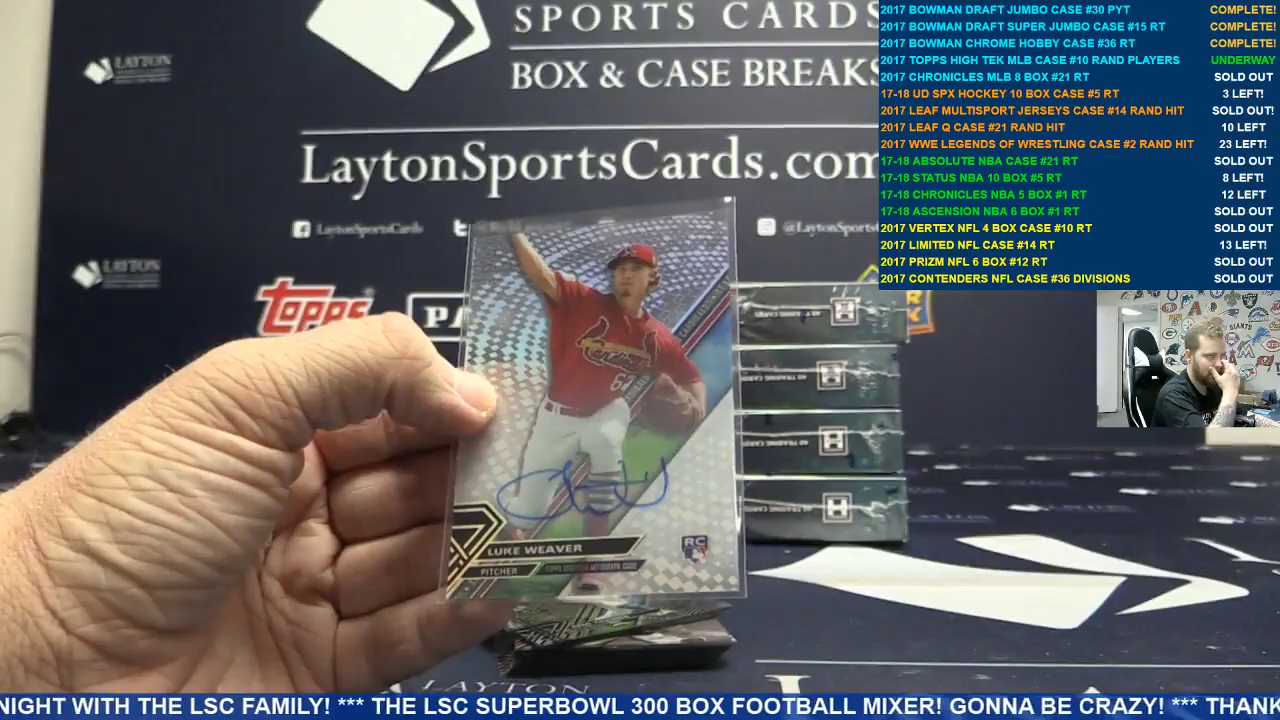 SPORTS CARDS
BOX & CASE BREAKS
LaytonSportsCards.com
LaytonSportsCards
@LaytonSports
LAYTON
LAYTON
topps
PA
2017 BOWMAN DRAFT JUMBO CASE #30 PYT COMPLETE!
2017 BOWMAN DRAFT SUPER JUMBO CASE #15 RT COMPLETE!
2017 BOWMAN CHROME HOBBY CASE #36 RT COMPLETE!
2017 TOPPS HIGH TEK MLB CASE #10 RAND PLAYERS UNDERWAY
2017 CHRONICLES MLB 8 BOX #21 RT SOLD OUT
17-18 UD SPX HOCKEY 10 BOX CASE #5 RT 3 LEFT!
2017 LEAF MULTISPORT JERSEYS CASE #14 RAND HIT SOLD OUT!
2017 LEAF Q CASE #21 RAND HIT 10 LEFT
2017 WWE LEGENDS OF WRESTLING CASE #2 RAND HIT 23 LEFT!
17-18 ABSOLUTE NBA CASE #21 RT SOLD OUT
17-18 STATUS NBA 10 BOX #5 RT 8 LEFT!
17-18 CHRONICLES NBA 5 BOX #1 RT 12 LEFT
17-18 ASCENSION NBA 6 BOX #1 RT SOLD OUT
2017 VERTEX NFL 4 BOX CASE #10 RT SOLD OUT
2017 LIMITED NFL CASE #14 RT 13 LEFT!
2017 PRIZM NFL 6 BOX #12 RT SOLD OUT
2017 CONTENDERS NFL CASE #36 DIVISIONS SOLD OUT
GIANTS
Cardinals
LUKE WEAVER
PITCHER
TOPPS CERTIFIED AUTOGRAPH ISSUE
RC
NIGHT WITH THE LSC FAMILY! *** THE LSC SUPERBOWL 300 BOX FOOTBALL MIXER! GONNA BE CRAZY! *** THANK